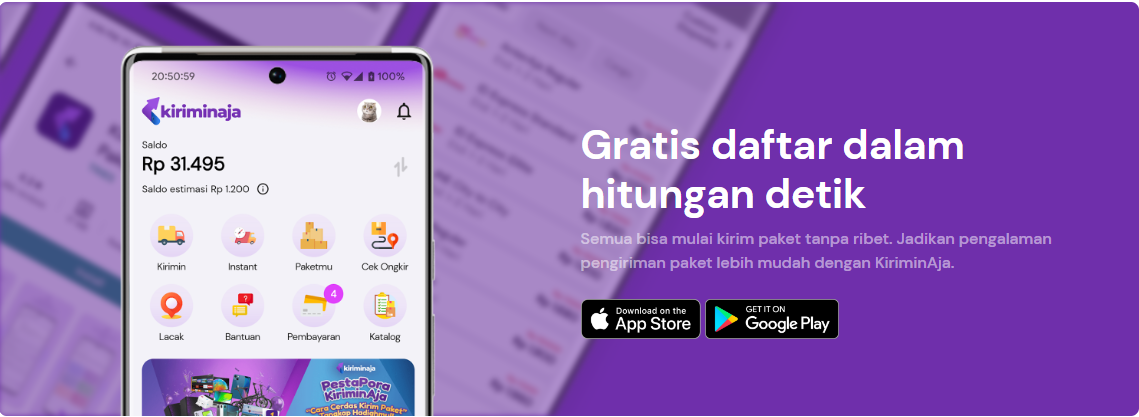 20:50:59
100%
kiriminaja
Saldo
Rp 31.495
Saldo estimasi Rp 1.200
Kirimin
Instant
Paketmu
Cek Ongkir
4
Lacak
Bantuan
Pembayaran
Katalog
kiriminaja
PestaPora
KiriminAja
"Cara Cerdas Kirim Paket"
Gratis daftar dalam
hitungan detik
Semua bisa mulai kirim paket tanpa ribet. Jadikan pengalaman
pengiriman paket lebih mudah dengan KiriminAja.
Download on the
App Store
GET IT ON
Google Play